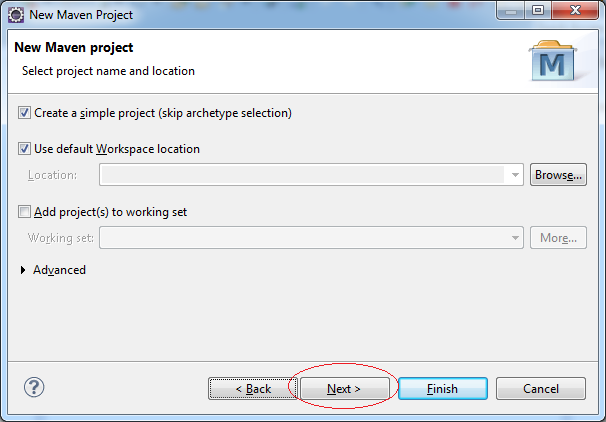 New Maven Project
New Maven project
Select project name and location
M
Create a simple project (skip archetype selection)
Use default Workspace location
Location:
Browse...
Add project(s) to working set
Working set:
More...
Advanced
?
< Back
Next >
Finish
Cancel